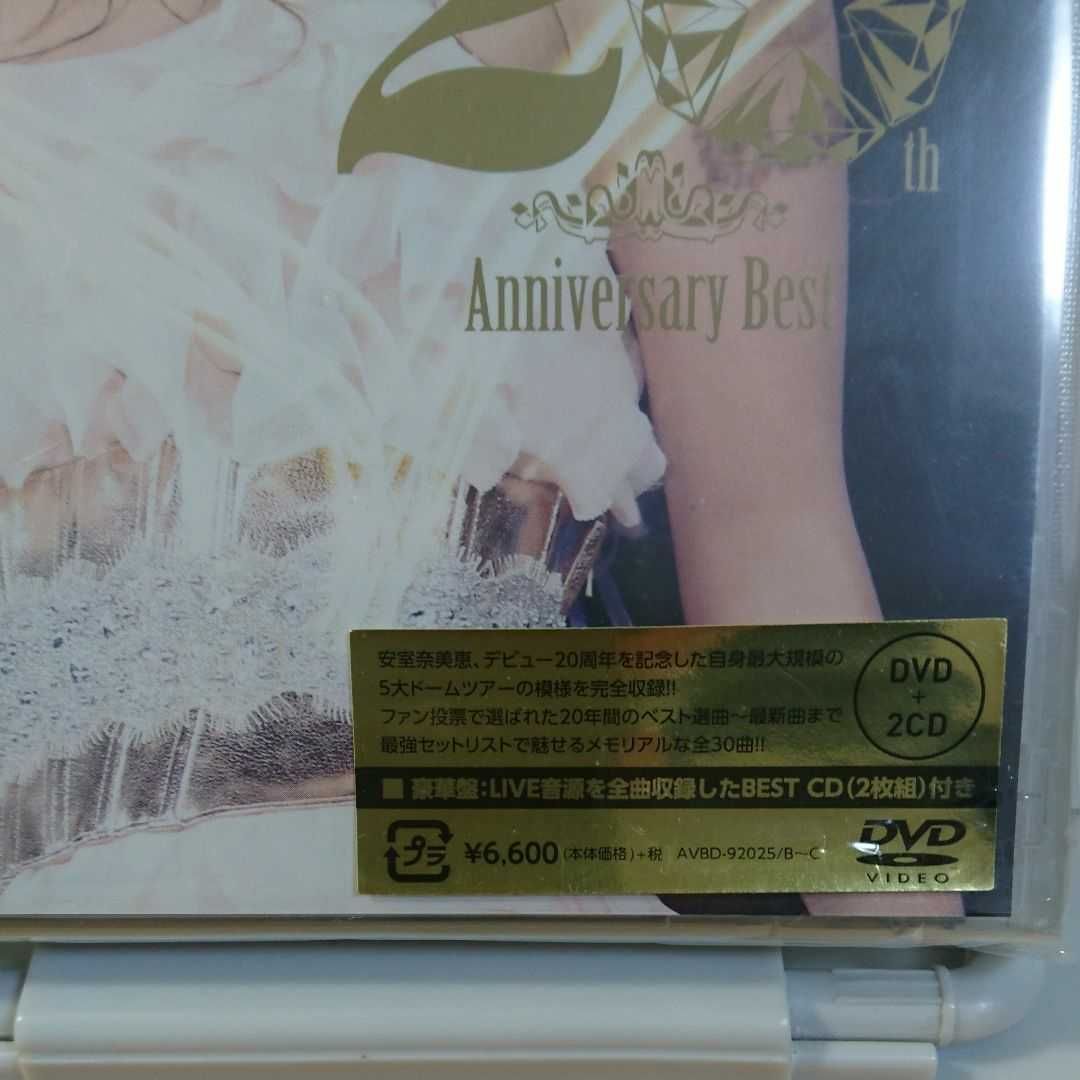 20
th
Anniversary Best
安室奈美恵、デビュー20周年を記念した自身最大規模の
5大ドームツアーの模様を完全収録!!
ファン投票で選ばれた20年間のベスト選曲〜最新曲まで
最強セットリストで魅せるメモリアルな全30曲!!
DVD
+
2CD
■ 豪華盤:LIVE音源を全曲収録したBEST CD(2枚組)付き
プラ ¥6,600(本体価格)+税 AVBD-92025/B〜C
DVD
VIDEO